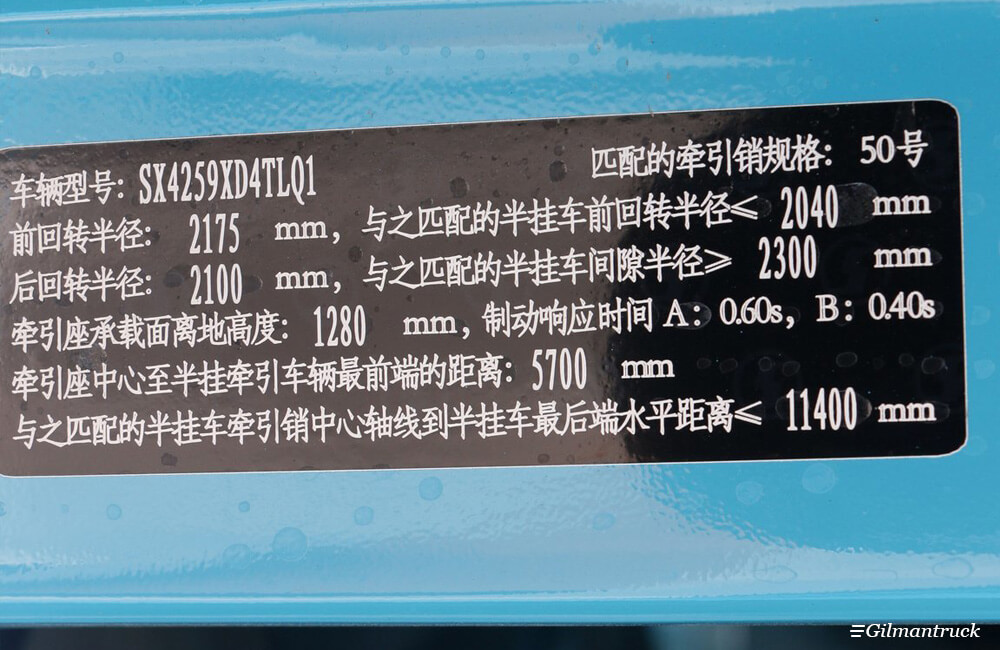 车辆型号: SX4259XD4TLQ1 匹配的牵引销规格: 50号
前回转半径: 2175 mm, 与之匹配的半挂车前回转半径≤ 2040 mm
后回转半径: 2100 mm, 与之匹配的半挂车间隙半径≥ 2300 mm
牵引座承载面离地高度: 1280 mm, 制动响应时间 A: 0.60s, B: 0.40s
牵引座中心至半挂牵引车辆最前端的距离: 5700 mm
与之匹配的半挂车牵引销中心轴线到半挂车最后端水平距离≤ 11400 mm
Gilmantruck